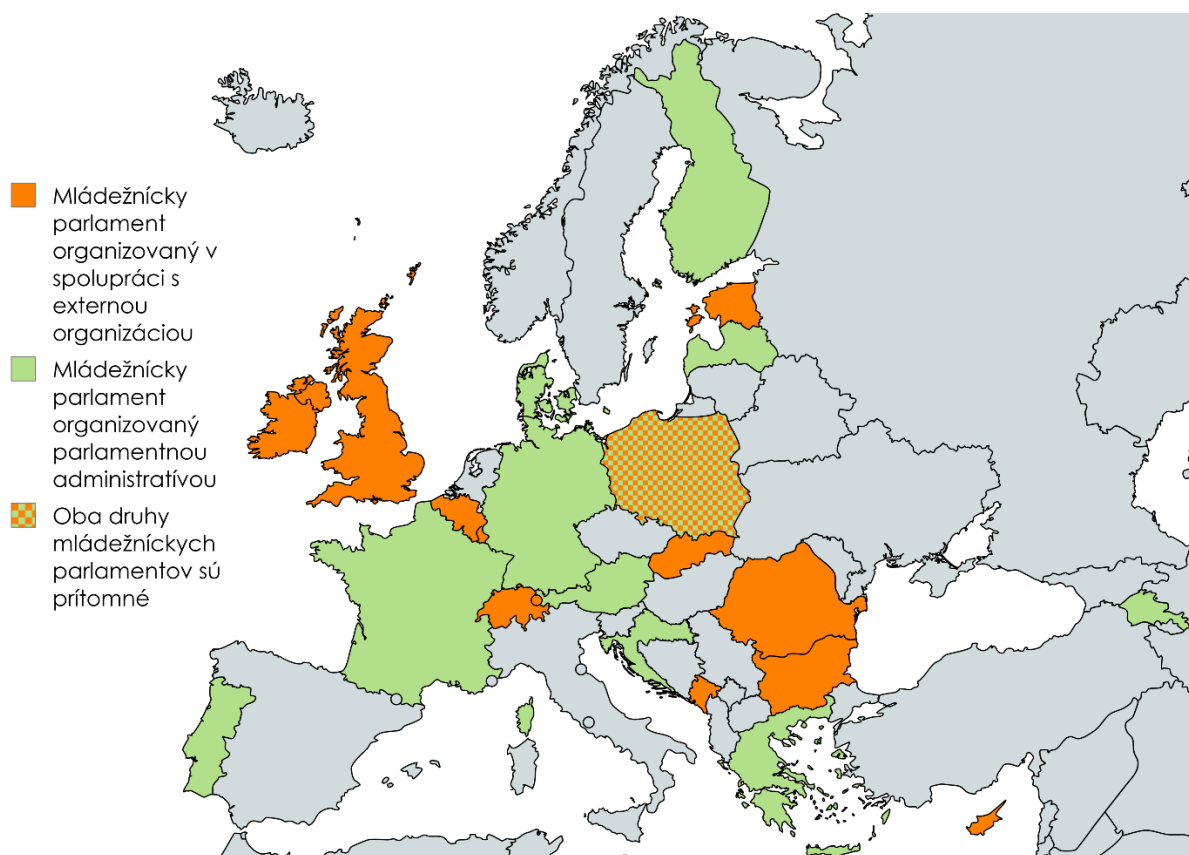 Mládežnícky
parlament
organizovaný v
spolupráci s
externou
organizáciou
Mládežnícky
parlament
organizovaný
parlamentnou
administratívou
Oba druhy
mládežníckych
parlamentov sú
prítomné